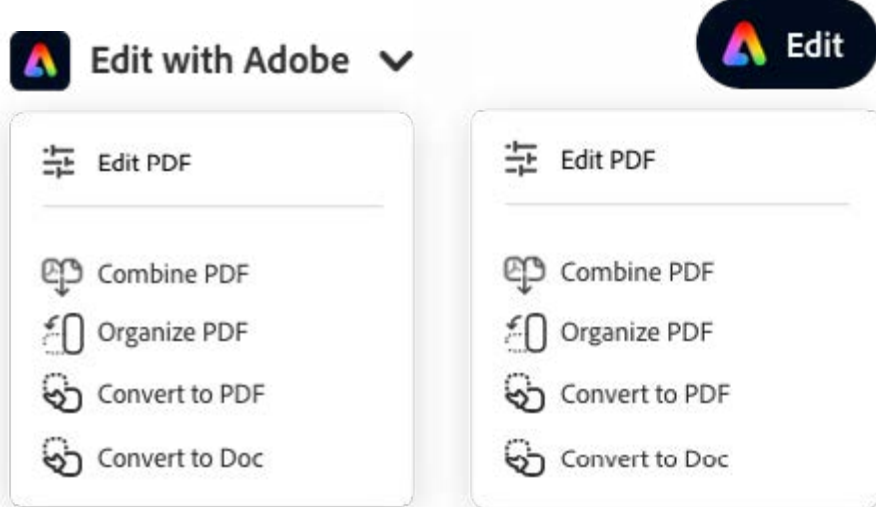 Edit with Adobe
Edit PDF
Combine PDF
Organize PDF
Convert to PDF
Convert to Doc
Edit
Edit PDF
Combine PDF
Organize PDF
Convert to PDF
Convert to Doc